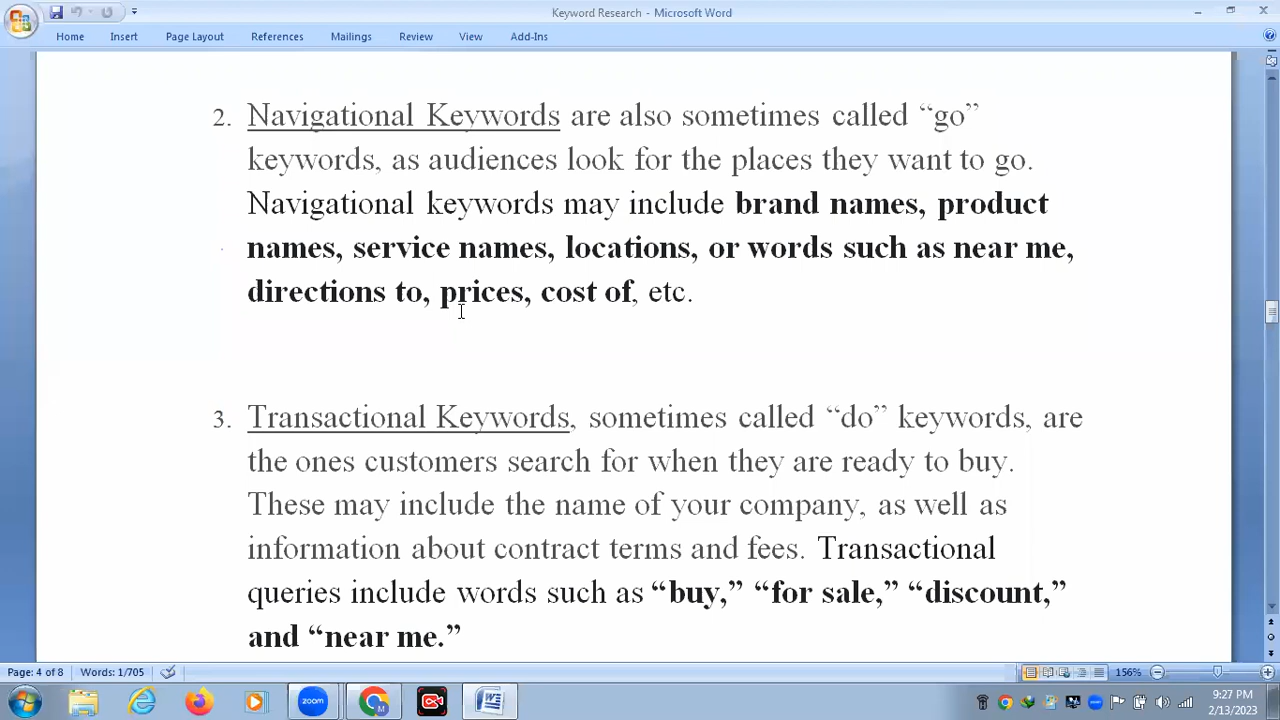 Keyword Research - Microsoft Word
Home Insert Page Layout References Mailings Review View Add-Ins
2. Navigational Keywords are also sometimes called “go”
keywords, as audiences look for the places they want to go.
Navigational keywords may include brand names, product
names, service names, locations, or words such as near me,
directions to, prices, cost of, etc.
3. Transactional Keywords, sometimes called “do” keywords, are
the ones customers search for when they are ready to buy.
These may include the name of your company, as well as
information about contract terms and fees. Transactional
queries include words such as “buy,” “for sale,” “discount,”
and “near me.”
Page: 4 of 8 Words: 1/705 156%
zoom M
9:27 PM
2/13/2023